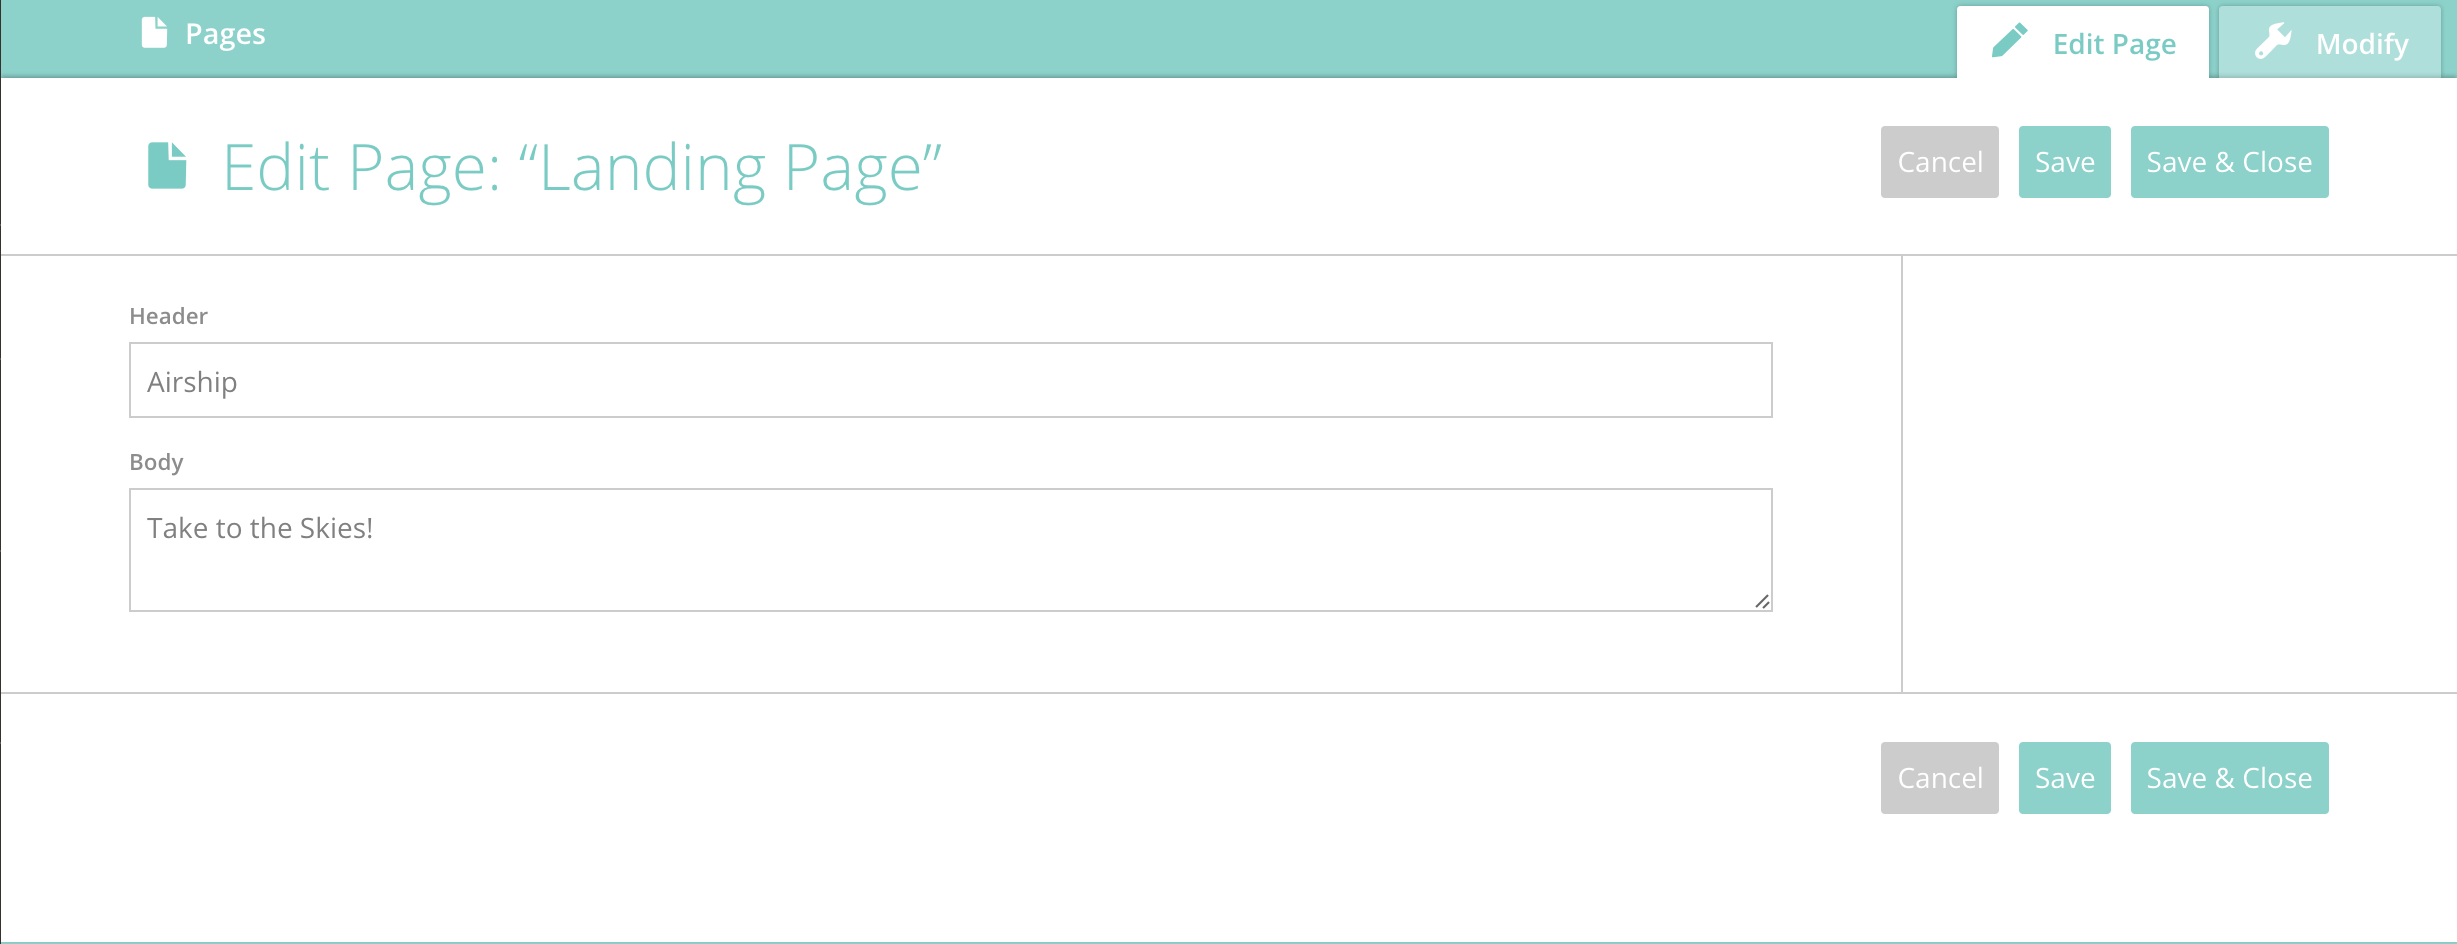 Pages
Edit Page
Modify
Edit Page: “Landing Page”
Cancel
Save
Save & Close
Header
Airship
Body
Take to the Skies!
Cancel
Save
Save & Close